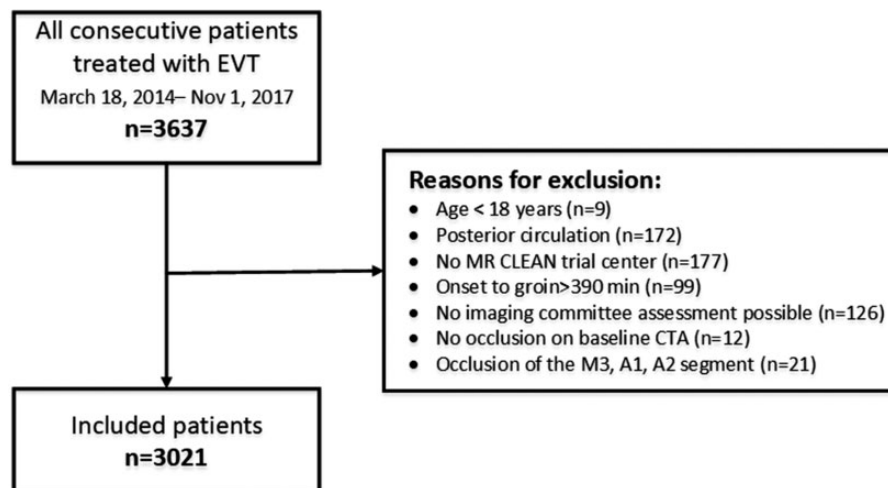 All consecutive patients
treated with EVT
March 18, 2014– Nov 1, 2017
n=3637
Reasons for exclusion:
• Age < 18 years (n=9)
• Posterior circulation (n=172)
• No MR CLEAN trial center (n=177)
• Onset to groin>390 min (n=99)
• No imaging committee assessment possible (n=126)
• No occlusion on baseline CTA (n=12)
• Occlusion of the M3, A1, A2 segment (n=21)
Included patients
n=3021